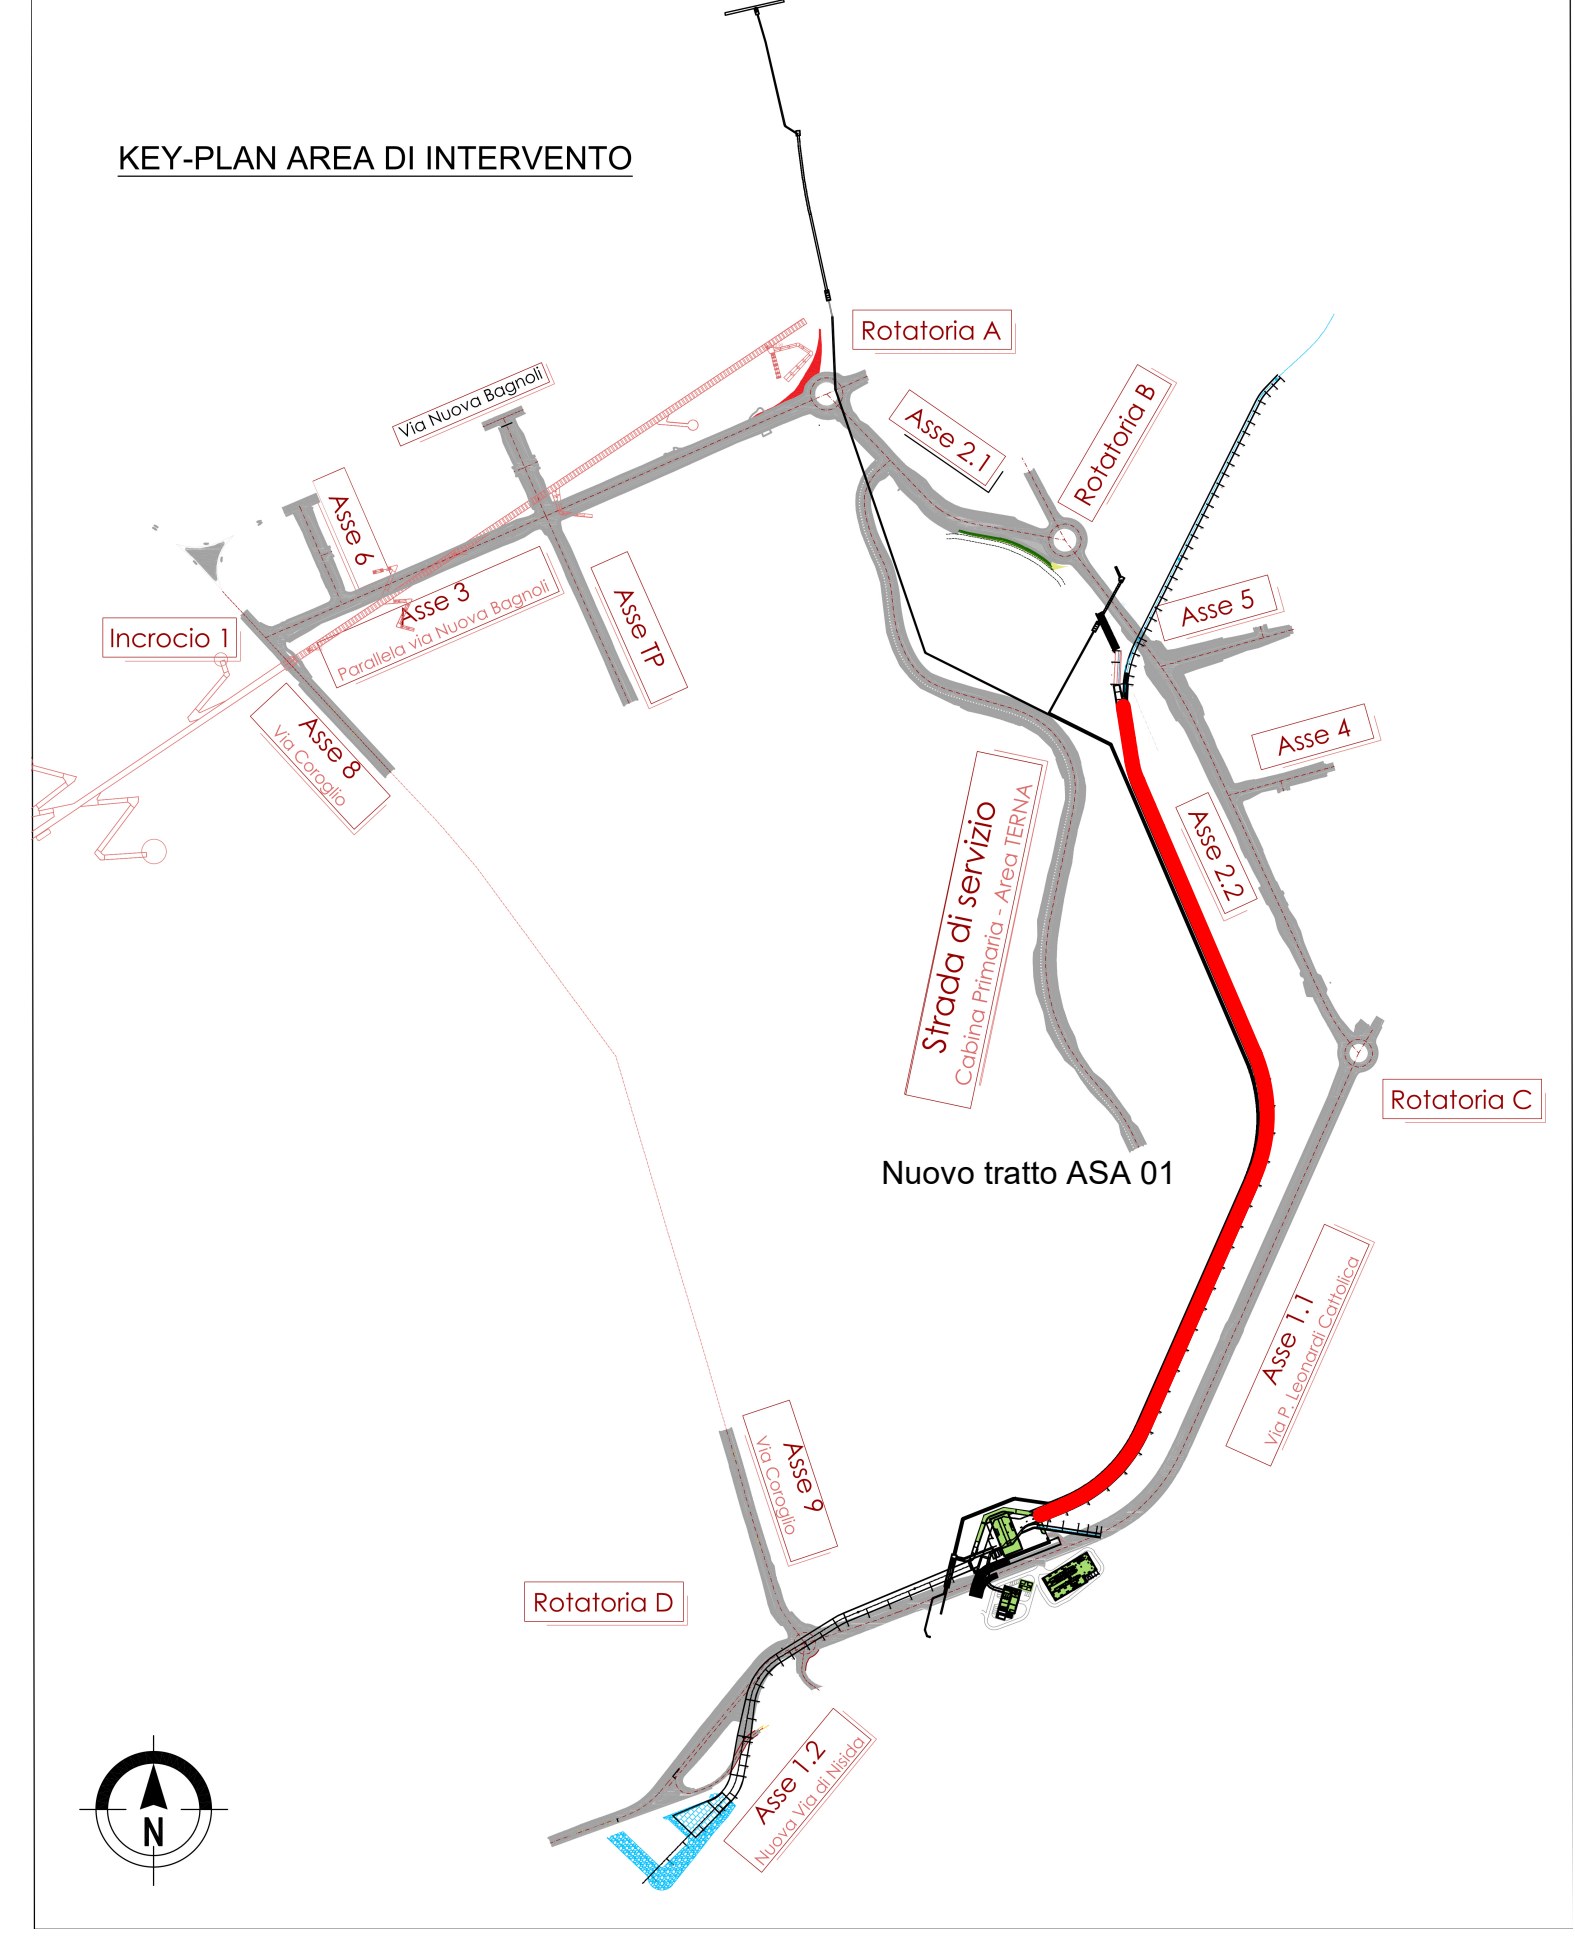 KEY-PLAN AREA DI INTERVENTO
Rotatoria A
Via Nuova Bagnoli
Asse 2.1
Rotatoria B
Asse 6
Asse 3
Parallela via Nuova Bagnoli
Asse TP
Asse 5
Incrocio 1
Asse 8
Via Coroglio
Asse 4
Strada di servizio
Cabina Primaria - Area TERNA
Asse 2.2
Rotatoria C
Nuovo tratto ASA 01
Asse 1.1
Via P. Leonardi Cattolica
Asse 9
Via Coroglio
Rotatoria D
Asse 1.2
Nuova Via di Nisida
N